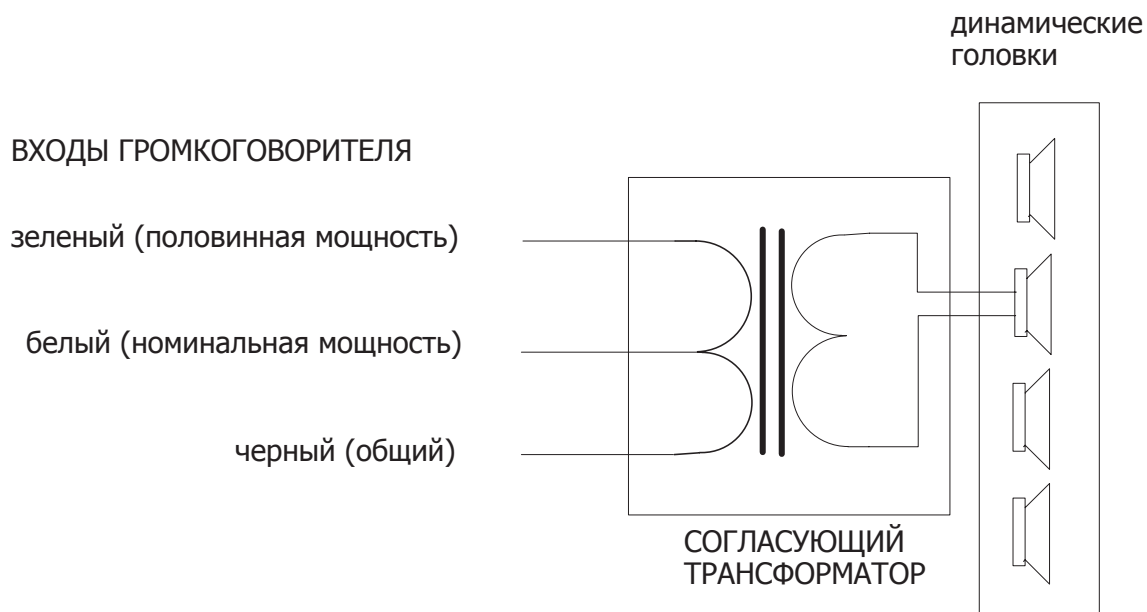 динамические
головки
ВХОДЫ ГРОМКОГОВОРИТЕЛЯ
зеленый (половинная мощность)
белый (номинальная мощность)
черный (общий)
СОГЛАСУЮЩИЙ
ТРАНСФОРМАТОР